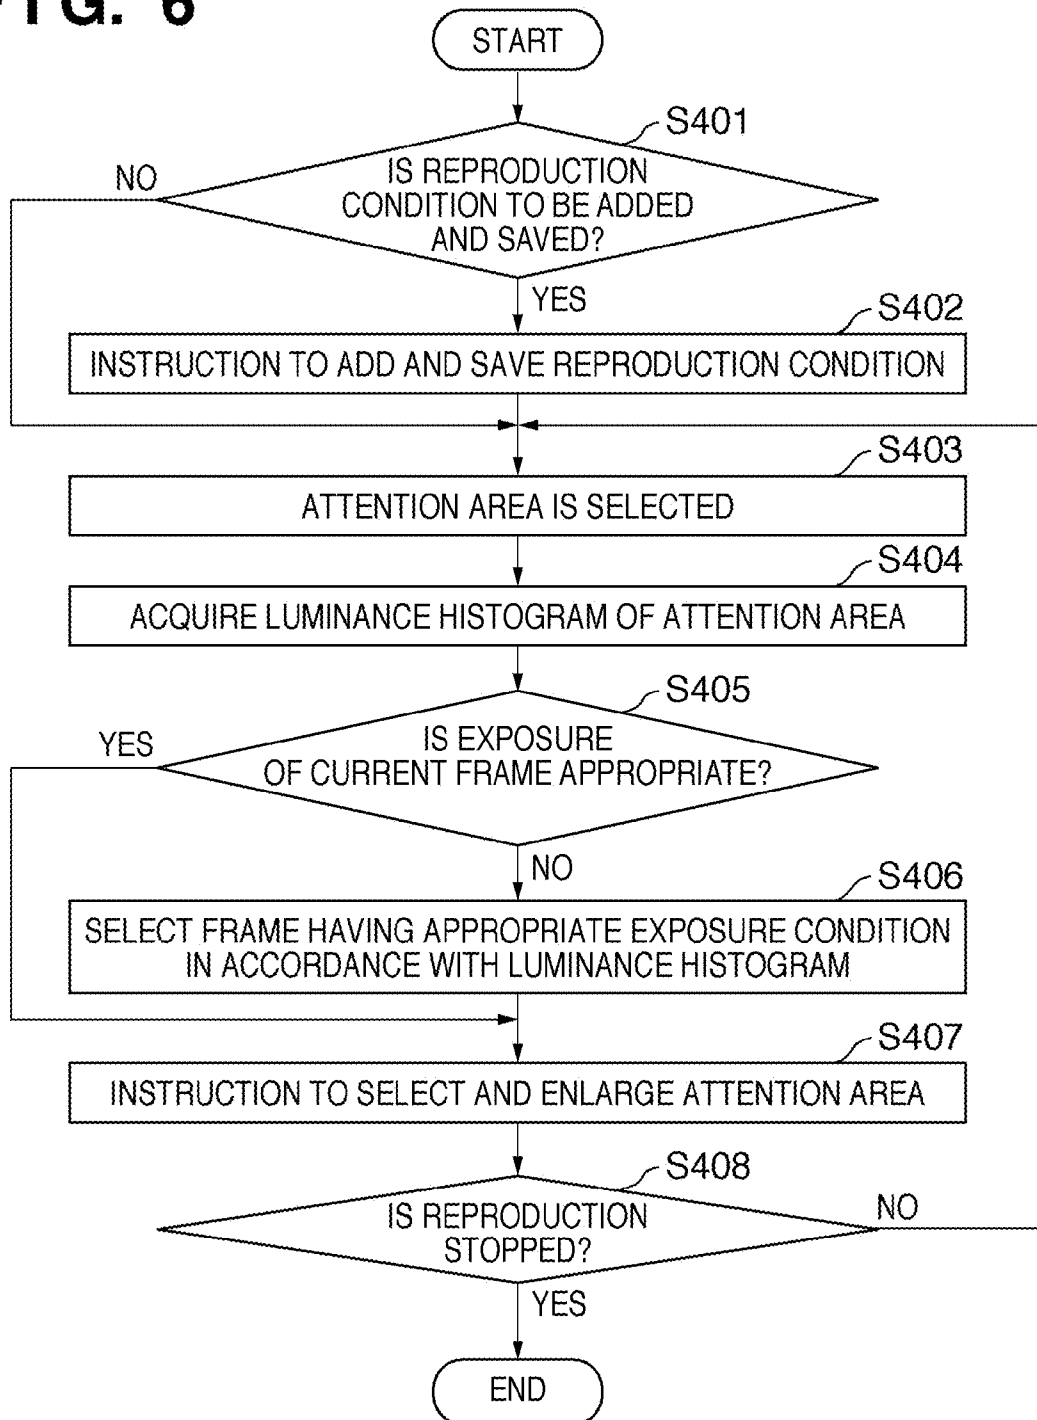 FIG. 6
START
S401
NO
IS REPRODUCTION
CONDITION TO BE ADDED
AND SAVED?
YES
S402
INSTRUCTION TO ADD AND SAVE REPRODUCTION CONDITION
S403
ATTENTION AREA IS SELECTED
S404
ACQUIRE LUMINANCE HISTOGRAM OF ATTENTION AREA
S405
YES
IS EXPOSURE
OF CURRENT FRAME APPROPRIATE?
NO
S406
SELECT FRAME HAVING APPROPRIATE EXPOSURE CONDITION
IN ACCORDANCE WITH LUMINANCE HISTOGRAM
S407
INSTRUCTION TO SELECT AND ENLARGE ATTENTION AREA
S408
NO
IS REPRODUCTION
STOPPED?
YES
END